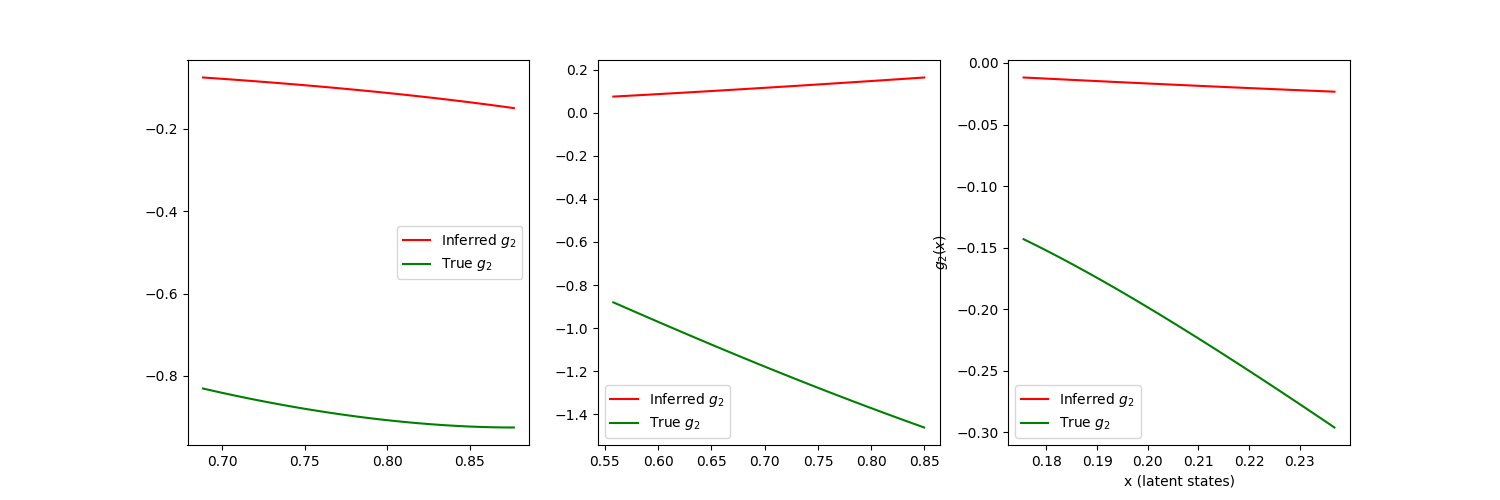 −0.2
−0.4
−0.6
−0.8
0.70 0.75 0.80 0.85
Inferred g₂
True g₂
0.2
0.0
−0.2
−0.4
−0.6
−0.8
−1.0
−1.2
−1.4
0.55 0.60 0.65 0.70 0.75 0.80 0.85
Inferred g₂
True g₂
g₂(x)
0.00
−0.05
−0.10
−0.15
−0.20
−0.25
−0.30
0.18 0.19 0.20 0.21 0.22 0.23
x (latent states)
Inferred g₂
True g₂